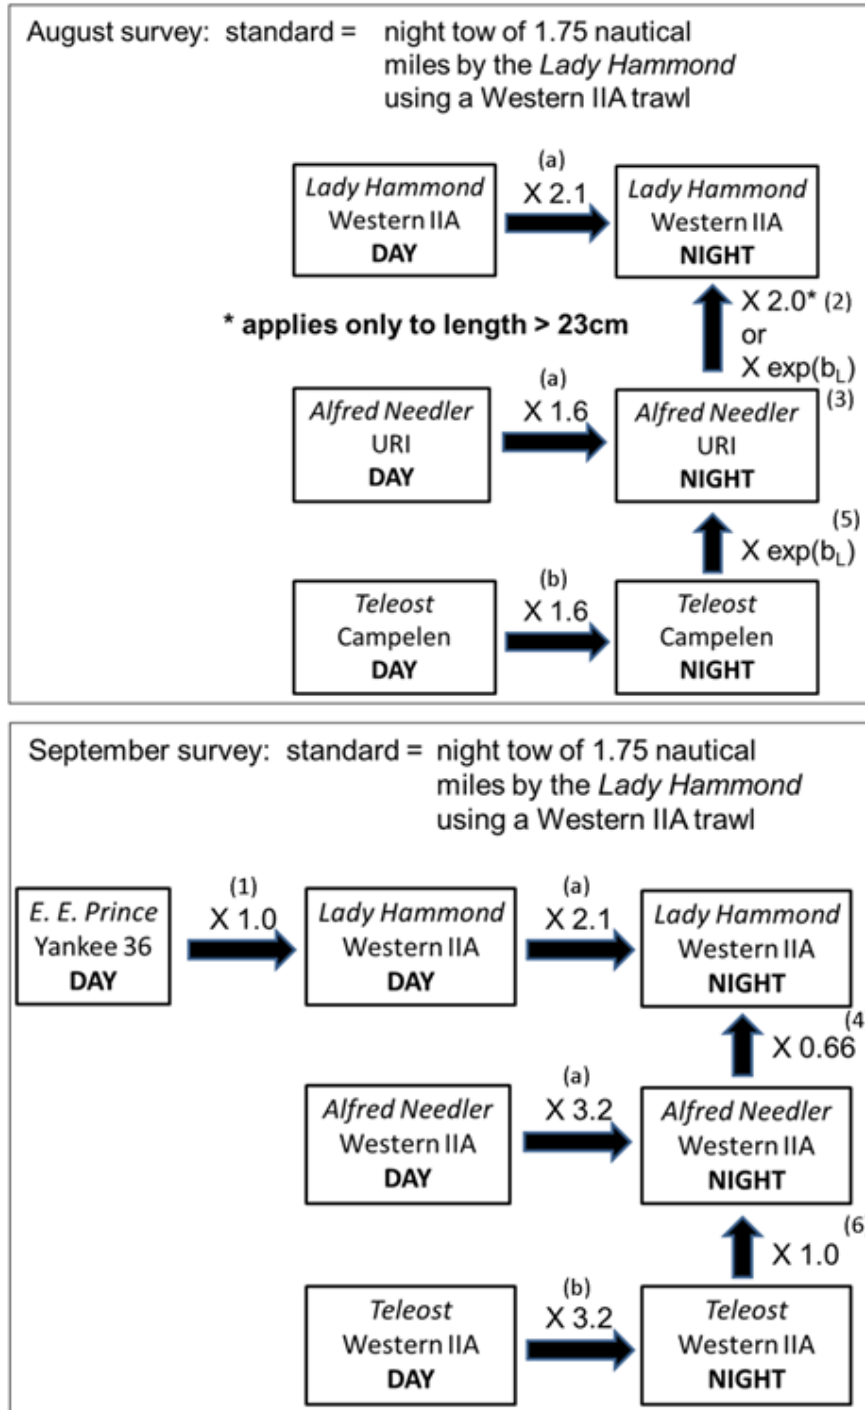 August survey: standard = night tow of 1.75 nautical
miles by the Lady Hammond
using a Western IIA trawl
(a)
Lady Hammond
Western IIA
DAY
X 2.1
Lady Hammond
Western IIA
NIGHT
X 2.0* (2)
or
X exp(bL)
(3)
* applies only to length > 23cm
(a)
Alfred Needler
URI
DAY
X 1.6
Alfred Needler
URI
NIGHT
(5)
X exp(bL)
(b)
Teleost
Campelen
DAY
X 1.6
Teleost
Campelen
NIGHT
September survey: standard = night tow of 1.75 nautical
miles by the Lady Hammond
using a Western IIA trawl
E. E. Prince
Yankee 36
DAY
(1)
X 1.0
Lady Hammond
Western IIA
DAY
(a)
X 2.1
Lady Hammond
Western IIA
NIGHT
(4
X 0.66
Alfred Needler
Western IIA
DAY
(a)
X 3.2
Alfred Needler
Western IIA
NIGHT
(6)
X 1.0
Teleost
Western IIA
DAY
(b)
X 3.2
Teleost
Western IIA
NIGHT